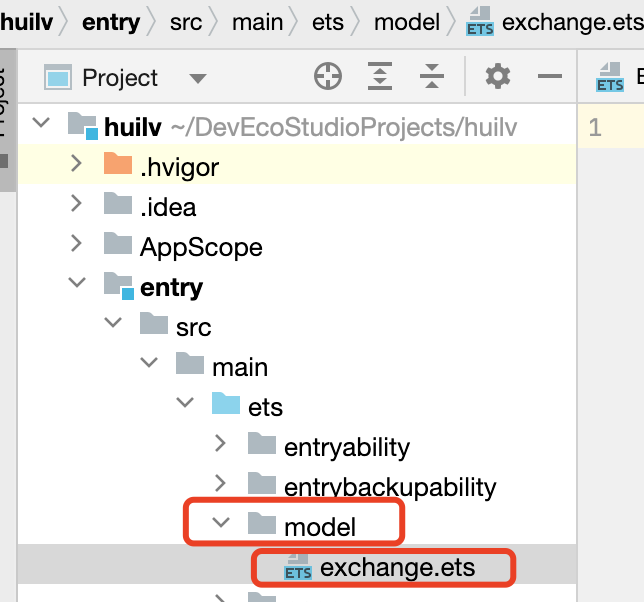 huilv entry src main ets model ETS exchange.ets
Project
ETS
huilv ~/DevEcoStudioProjects/huilv
1
.hvigor
.idea
AppScope
entry
src
main
ets
entryability
entrybackupability
model
ETS exchange.ets